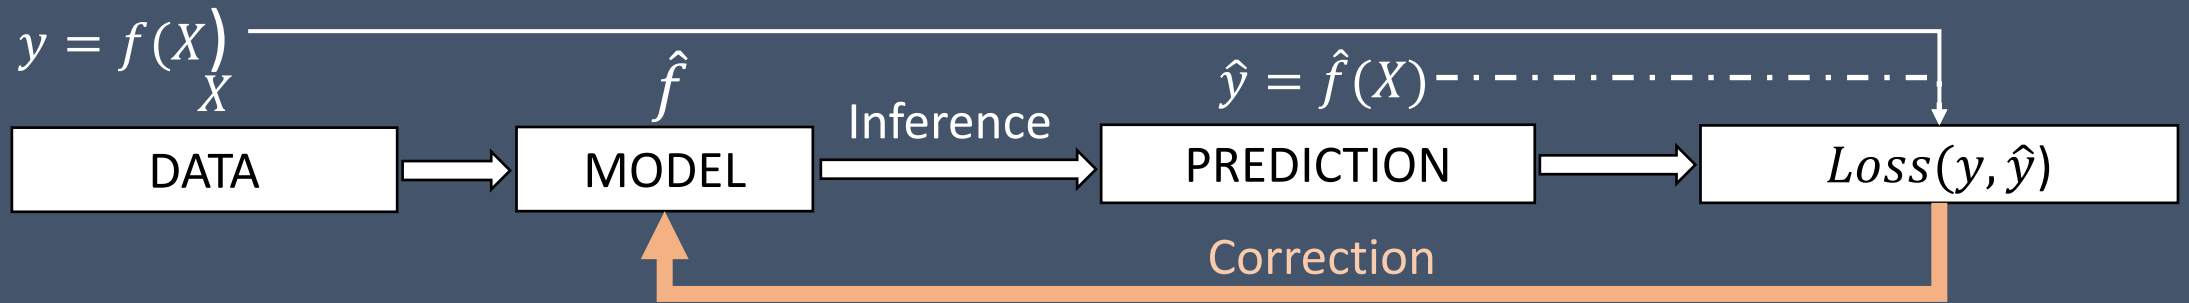 y = f(X)
X
f̂
Inference
ŷ = f̂(X)
DATA
MODEL
PREDICTION
Loss(y, ŷ)
Correction